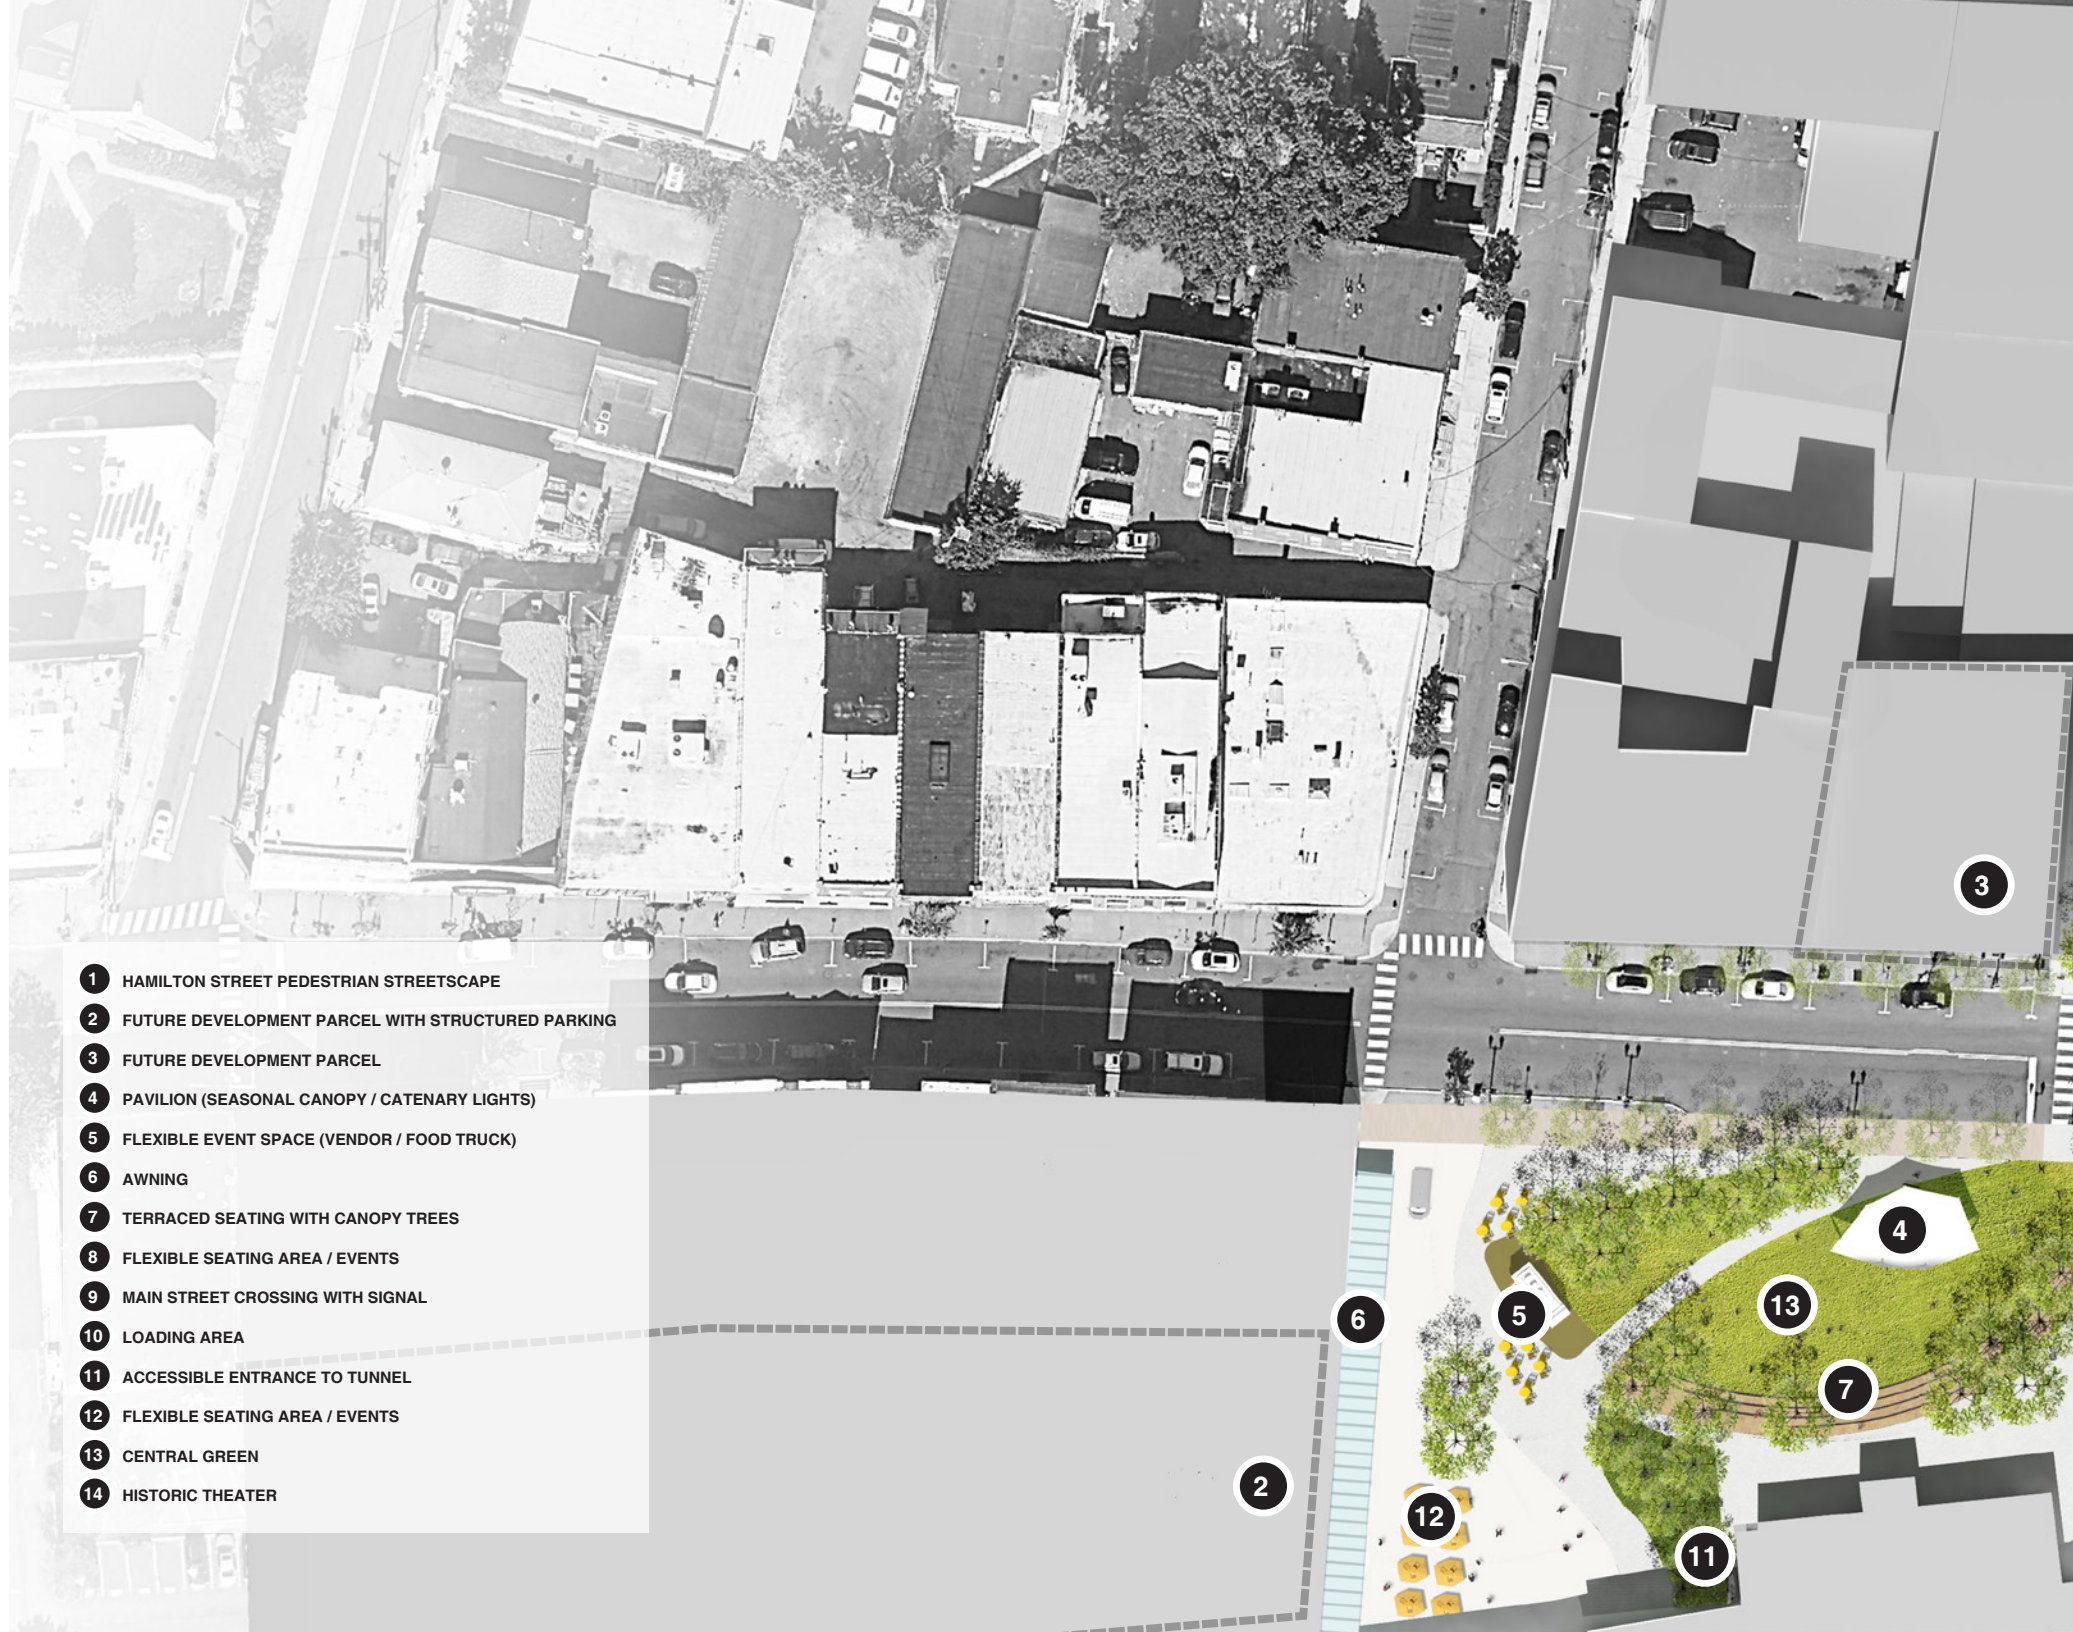 1 HAMILTON STREET PEDESTRIAN STREETSCAPE
2 FUTURE DEVELOPMENT PARCEL WITH STRUCTURED PARKING
3 FUTURE DEVELOPMENT PARCEL
4 PAVILION (SEASONAL CANOPY / CATENARY LIGHTS)
5 FLEXIBLE EVENT SPACE (VENDOR / FOOD TRUCK)
6 AWNING
7 TERRACED SEATING WITH CANOPY TREES
8 FLEXIBLE SEATING AREA / EVENTS
9 MAIN STREET CROSSING WITH SIGNAL
10 LOADING AREA
11 ACCESSIBLE ENTRANCE TO TUNNEL
12 FLEXIBLE SEATING AREA / EVENTS
13 CENTRAL GREEN
14 HISTORIC THEATER
3
4
13
6
5
7
2
12
11